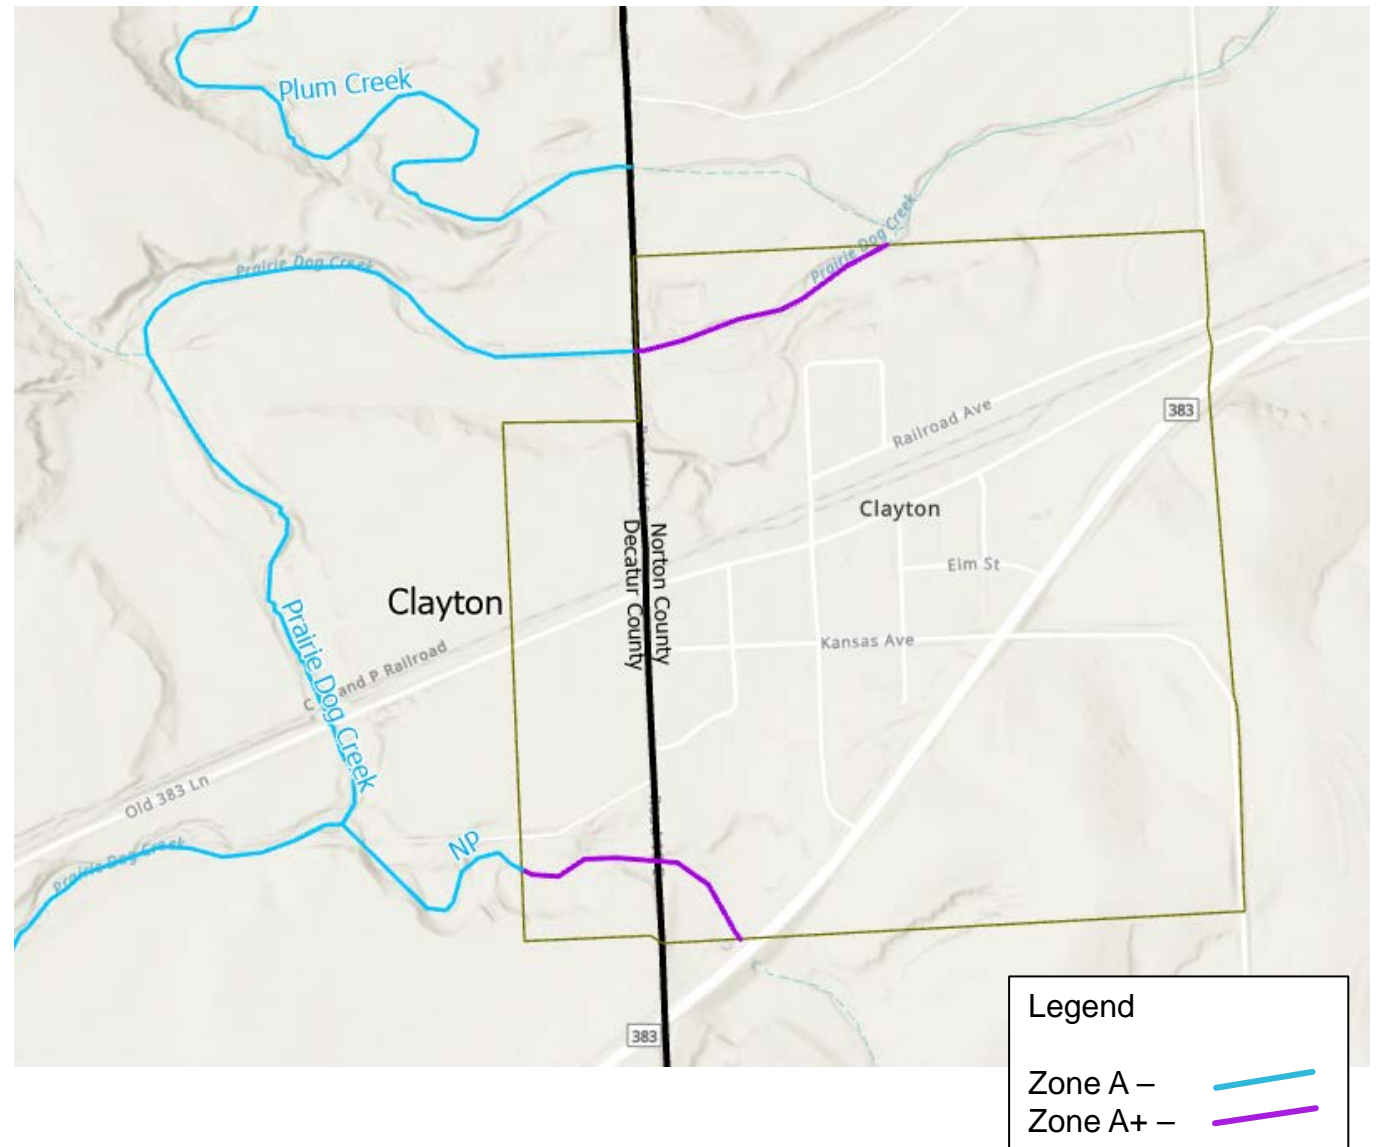 Plum Creek
Prairie Dog Creek
Prairie Dog Creek
383
Railroad Ave
Clayton
Norton County
Decatur County
Elm St
Clayton
Kansas Ave
Prairie Dog Creek
C and P Railroad
Old 383 Ln
NP
Prairie Dog Creek
383
Legend
Zone A –
Zone A+ –